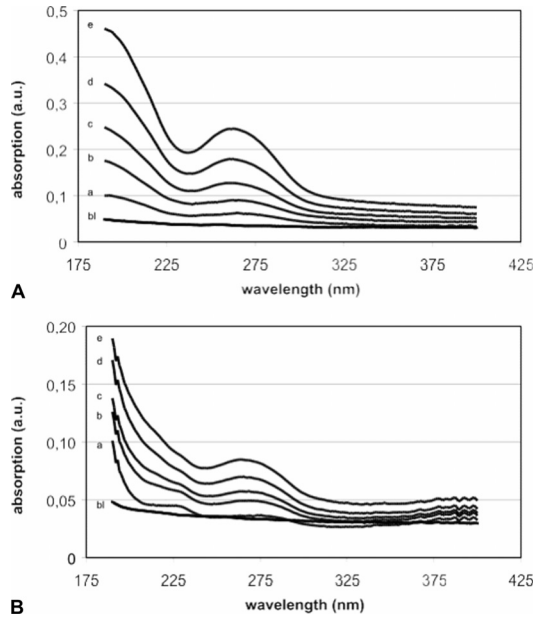 0,5
0,4
0,3
0,2
0,1
0
absorption (a.u.)
e
d
c
b
a
bl
175 225 275 325 375 425
wavelength (nm)
A
0,20
0,15
0,10
0,05
0
absorption (a.u.)
e
d
c
b
a
bl
175 225 275 325 375 425
wavelength (nm)
B